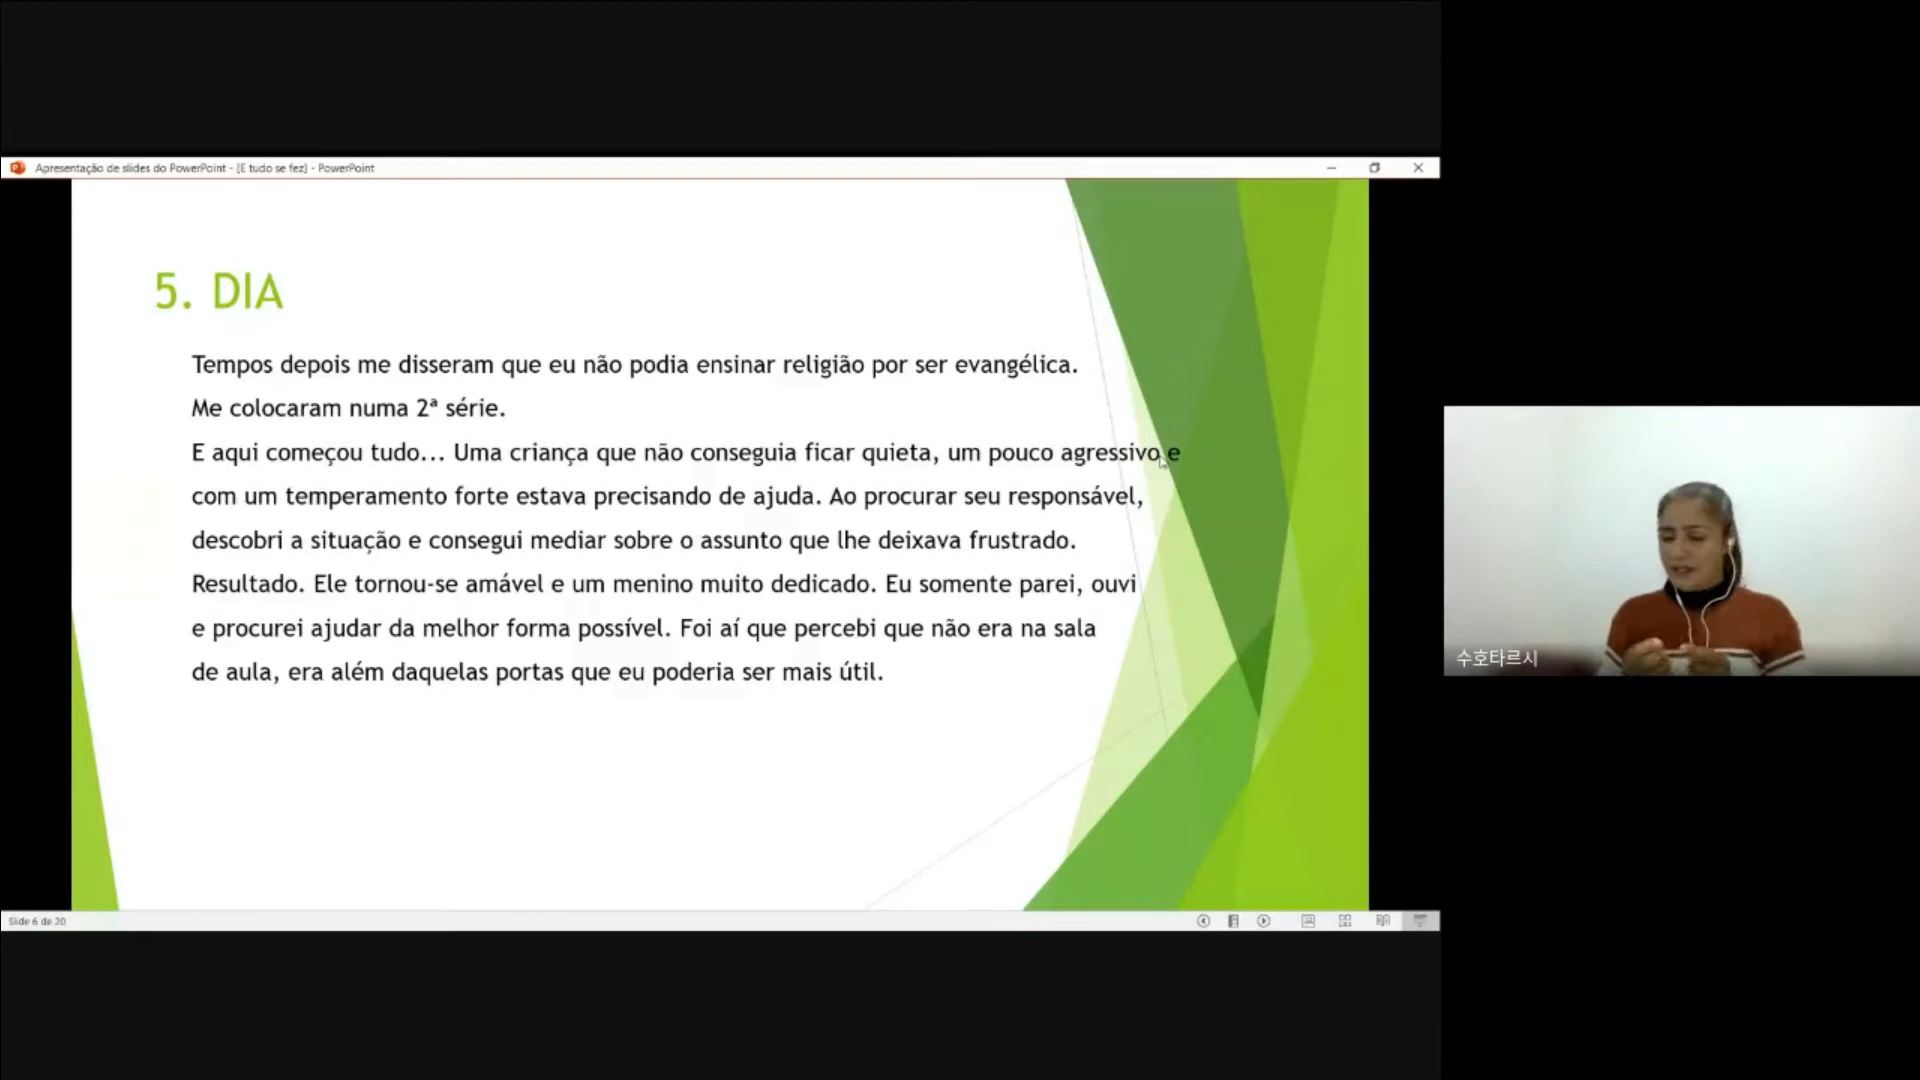 Apresentação de slides do PowerPoint - [E tudo se fez] - PowerPoint
5. DIA
Tempos depois me disseram que eu não podia ensinar religião por ser evangélica.
Me colocaram numa 2ª série.
E aqui começou tudo... Uma criança que não conseguia ficar quieta, um pouco agressivo e
com um temperamento forte estava precisando de ajuda. Ao procurar seu responsável,
descobri a situação e consegui mediar sobre o assunto que lhe deixava frustrado.
Resultado. Ele tornou-se amável e um menino muito dedicado. Eu somente parei, ouvi
e procurei ajudar da melhor forma possível. Foi aí que percebi que não era na sala
de aula, era além daquelas portas que eu poderia ser mais útil.
수호타르시
Slide 6 de 20